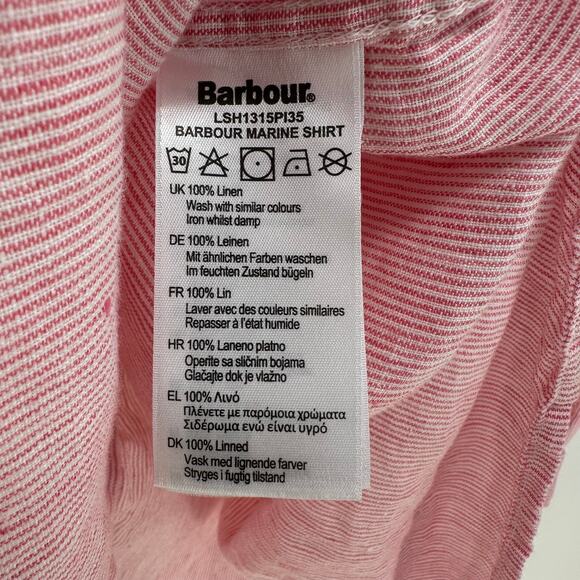 Barbour®
LSH1315PI35
BARBOUR MARINE SHIRT
30
UK 100% Linen
Wash with similar colours
Iron whilst damp
DE 100% Leinen
Mit ähnlichen Farben waschen
Im feuchten Zustand bügeln
FR 100% Lin
Laver avec des couleurs similaires
Repasser à l'état humide
HR 100% Laneno platno
Operite sa sličnim bojama
Glačajte dok je vlažno
EL 100% Λινό
Πλένετε με παρόμοια χρώματα
Σιδέρωμα ενώ είναι υγρό
DK 100% Linned
Vask med lignende farver
Stryges i fugtig tilstand